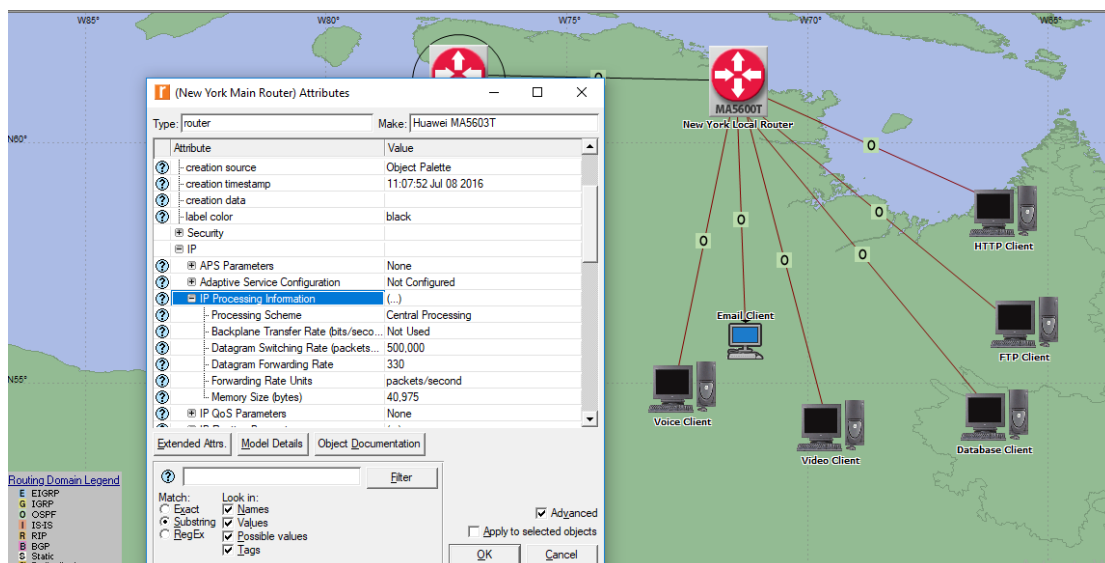 W85° W80° W75° W70° W65°
(New York Main Router) Attributes
Type: router Make: Huawei MA5603T
Attribute Value
creation source Object Palette
creation timestamp 11:07:52 Jul 08 2016
creation data
label color black
Security
IP
APS Parameters None
Adaptive Service Configuration Not Configured
IP Processing Information (...)
Processing Scheme Central Processing
Backplane Transfer Rate (bits/seco... Not Used
Datagram Switching Rate (packets... 500,000
Datagram Forwarding Rate 330
Forwarding Rate Units packets/second
Memory Size (bytes) 40,975
IP QoS Parameters None
Extended Attrs. Model Details Object Documentation
Filter
Match: Look in:
Exact Names
Substring Values
RegEx Possible values
Tags
Advanced
Apply to selected objects
OK Cancel
N60°
N55°
Routing Domain Legend
E EIGRP
G IGRP
O OSPF
I IS-IS
R RIP
B BGP
S Static
O
MA5600T
New York Local Router
O
O
O
O
O
O
HTTP Client
Email Client
FTP Client
Voice Client
Video Client
Database Client